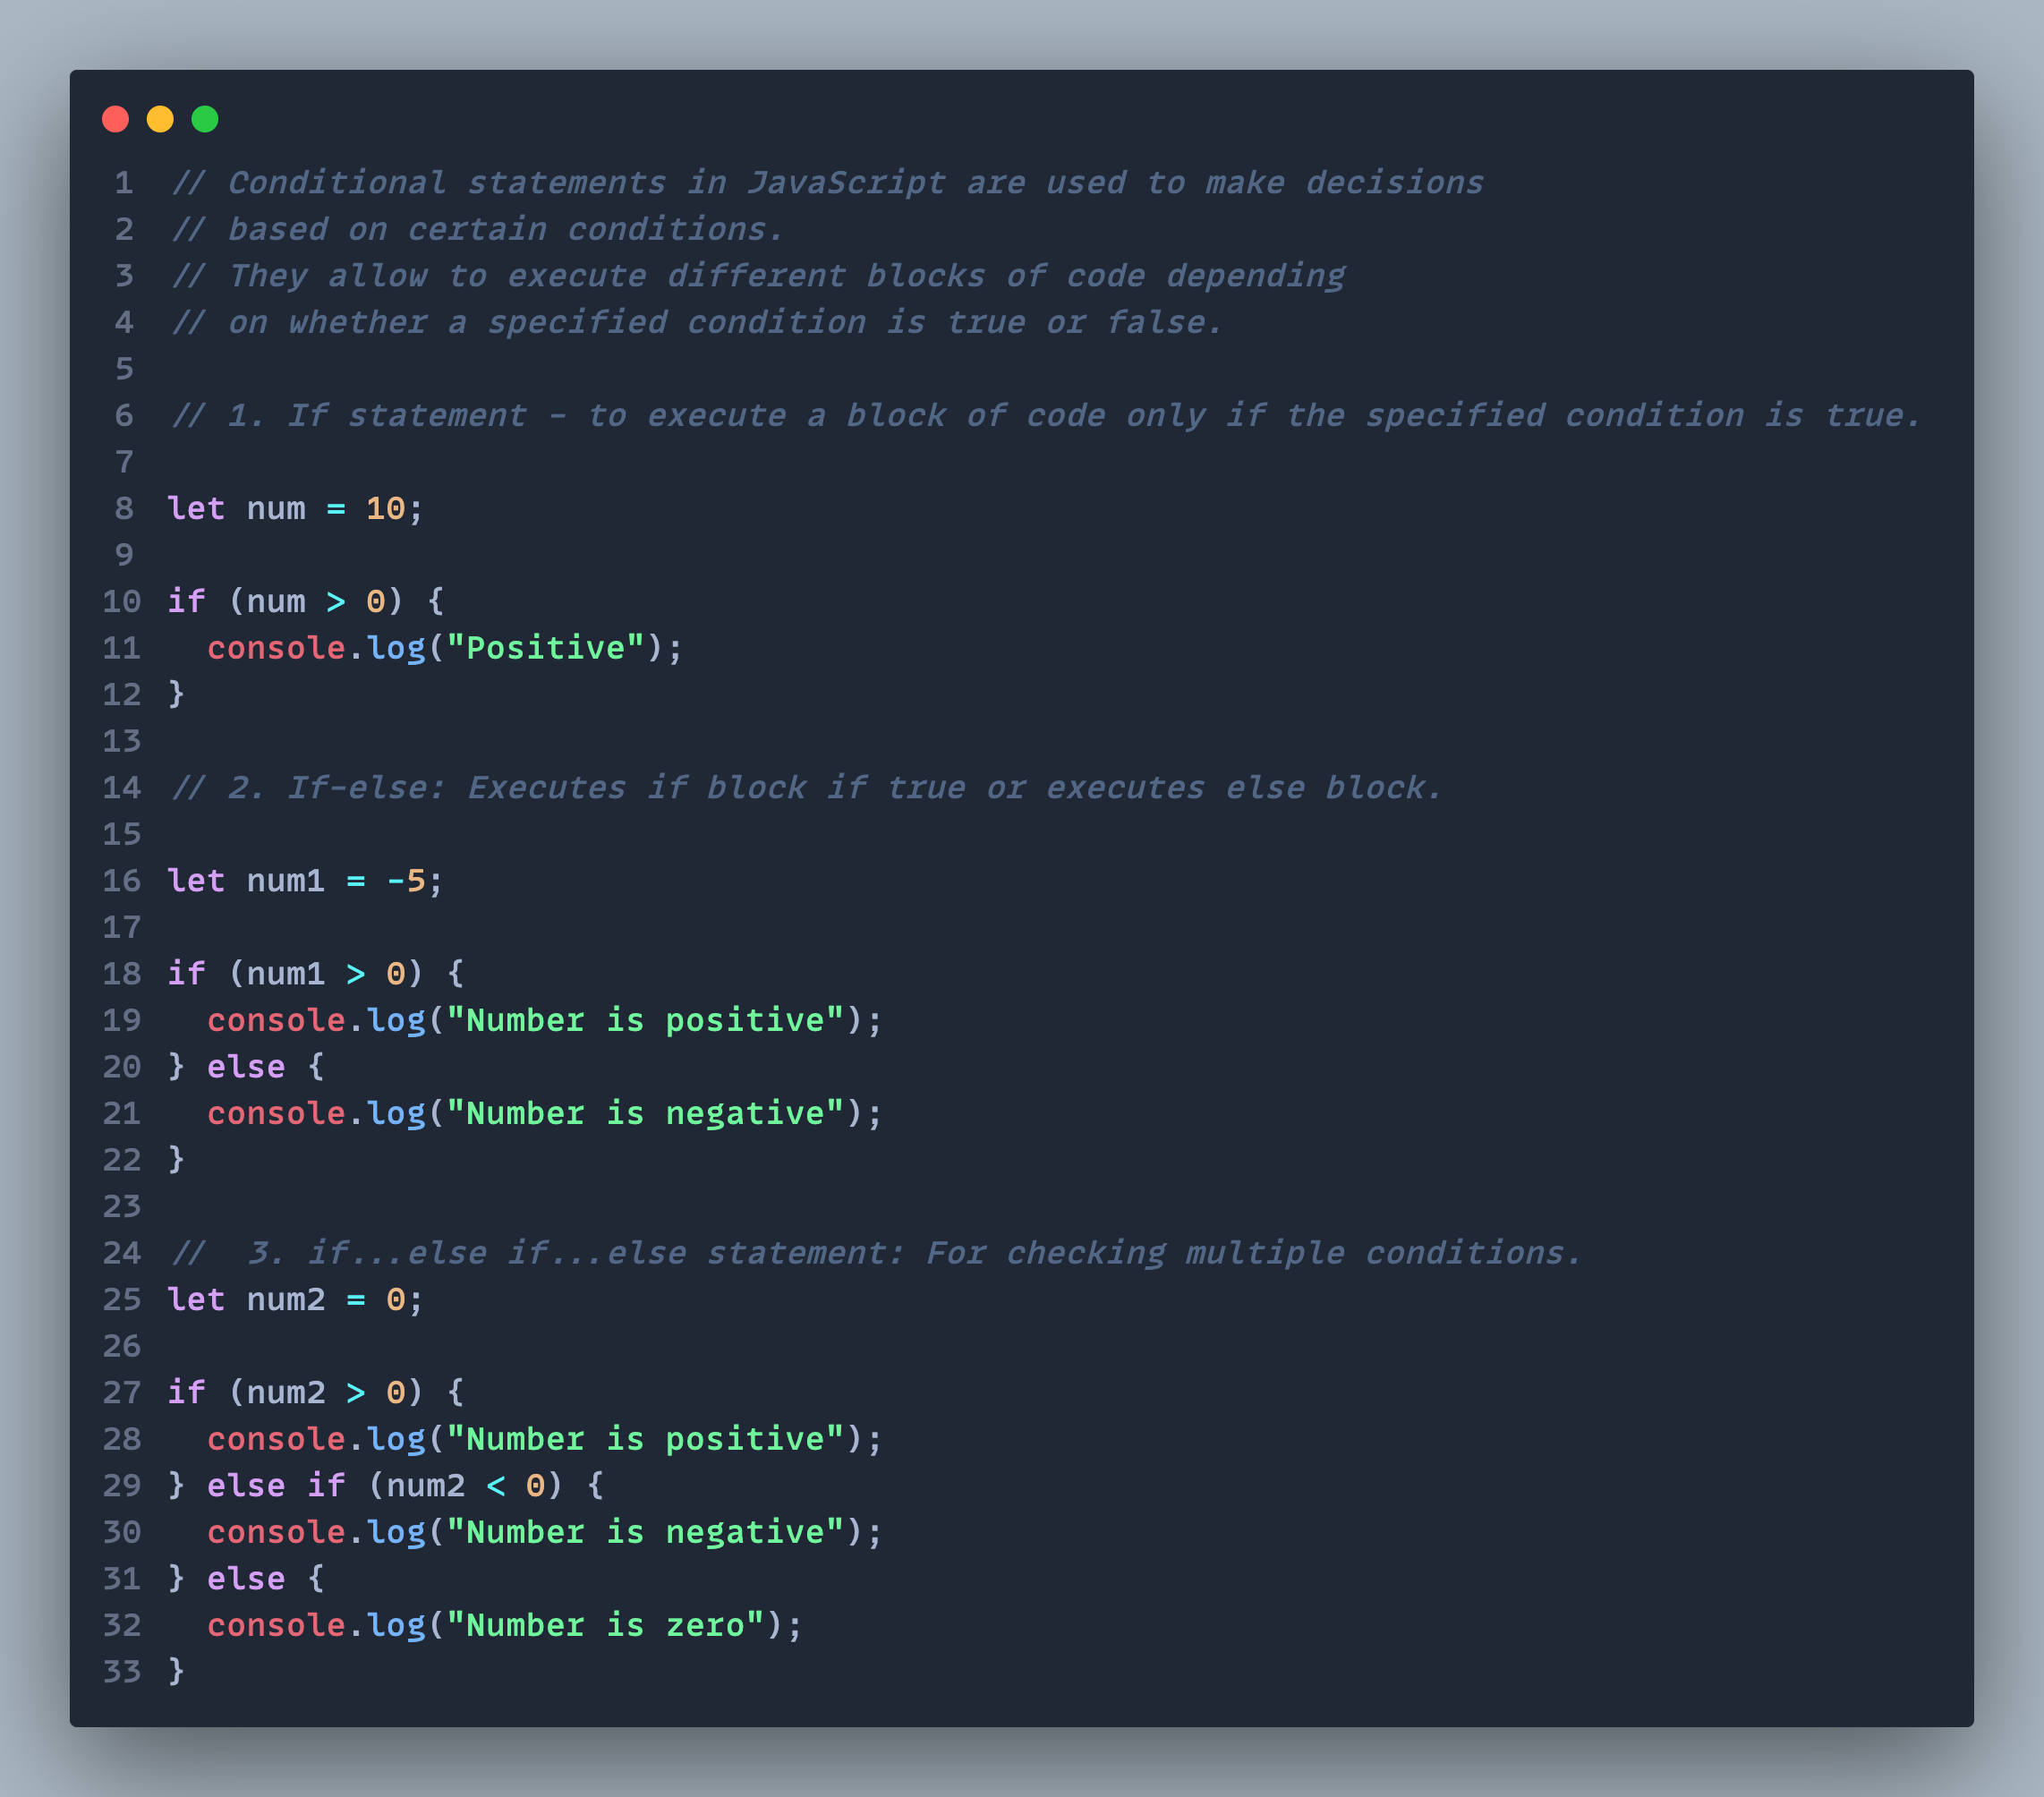 1 // Conditional statements in JavaScript are used to make decisions
2 // based on certain conditions.
3 // They allow to execute different blocks of code depending
4 // on whether a specified condition is true or false.
5
6 // 1. If statement - to execute a block of code only if the specified condition is true.
7
8 let num = 10;
9
10 if (num > 0) {
11   console.log("Positive");
12 }
13
14 // 2. If-else: Executes if block if true or executes else block.
15
16 let num1 = -5;
17
18 if (num1 > 0) {
19   console.log("Number is positive");
20 } else {
21   console.log("Number is negative");
22 }
23
24 //  3. if...else if...else statement: For checking multiple conditions.
25 let num2 = 0;
26
27 if (num2 > 0) {
28   console.log("Number is positive");
29 } else if (num2 < 0) {
30   console.log("Number is negative");
31 } else {
32   console.log("Number is zero");
33 }